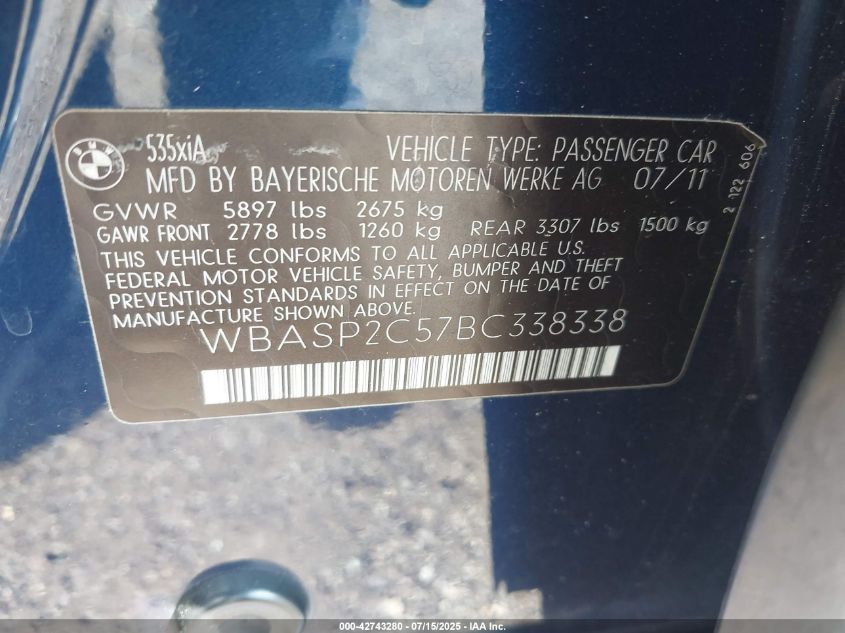 BMW
535xiA
VEHICLE TYPE: PASSENGER CAR
MFD BY BAYERISCHE MOTOREN WERKE AG 07/11
GVWR 5897 lbs 2675 kg
GAWR FRONT 2778 lbs 1260 kg REAR 3307 lbs 1500 kg
THIS VEHICLE CONFORMS TO ALL APPLICABLE U.S.
FEDERAL MOTOR VEHICLE SAFETY, BUMPER AND THEFT
PREVENTION STANDARDS IN EFFECT ON THE DATE OF
MANUFACTURE SHOWN ABOVE.
WBASP2C57BC338338
2 122 606
000-42743280 - 07/15/2025 - IAA Inc.